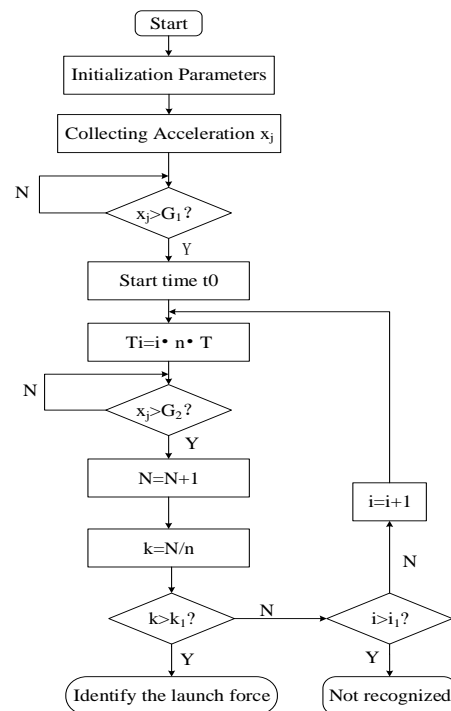 Start
Initialization Parameters
Collecting Acceleration xⱼ
N
xⱼ>G₁?
Y
Start time t0
Ti=i• n• T
N
xⱼ>G₂?
Y
N=N+1
i=i+1
k=N/n
N
k>k₁?
N
i>i₁?
Y
Y
Identify the launch force
Not recognized